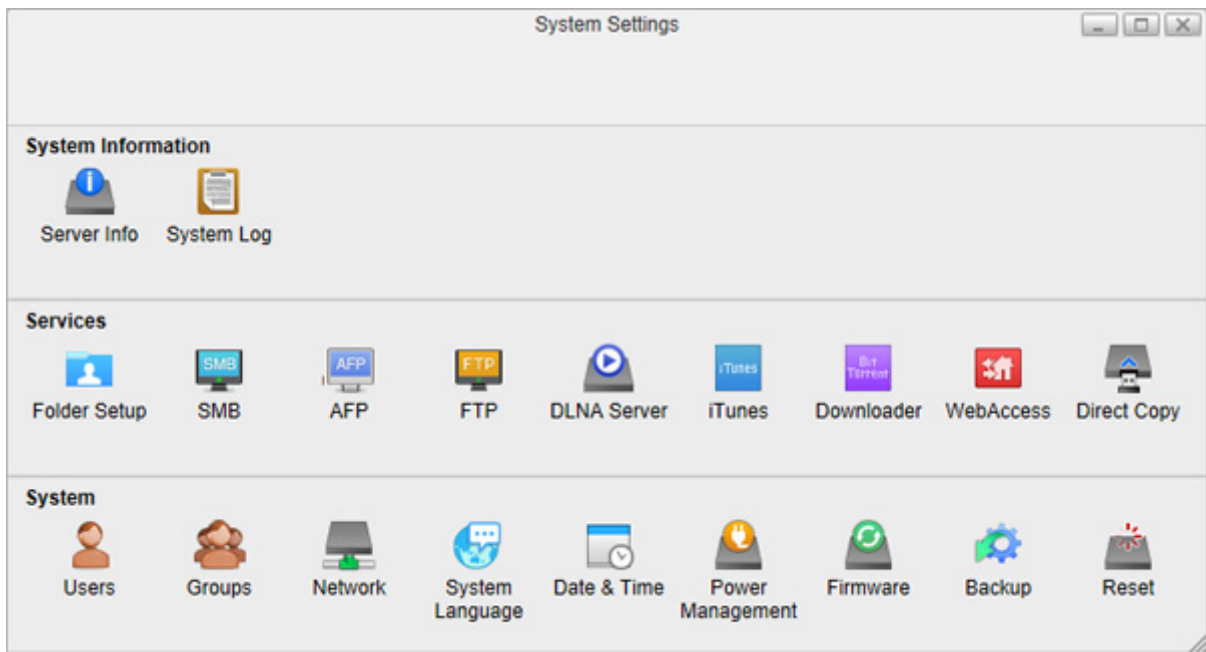 System Settings
System Information
Server Info System Log
Services
SMB AFP FTP iTunes Bit
Torrent
Folder Setup SMB AFP FTP DLNA Server iTunes Downloader WebAccess Direct Copy
System
Users Groups Network System Language Date & Time Power Management Firmware Backup Reset